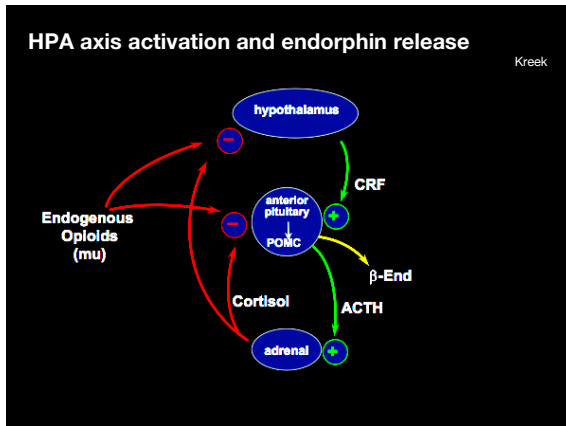 HPA axis activation and endorphin release
Kreek
hypothalamus
−
CRF
anterior
pituitary
+
POMC
−
Endogenous
Opioids
(mu)
β-End
Cortisol
ACTH
adrenal
+